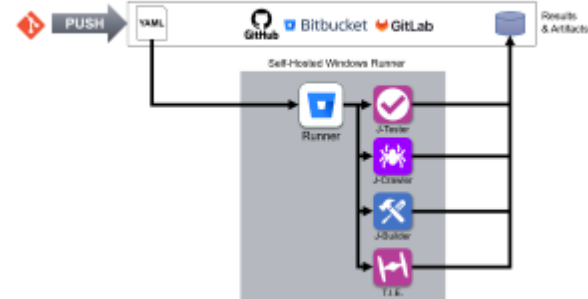 PUSH
YAML
GitHub
Bitbucket
GitLab
Results
& Artifacts
Self-Hosted Windows Runner
Runner
J-Tester
J-Crawler
J-Builder
T.I.E.